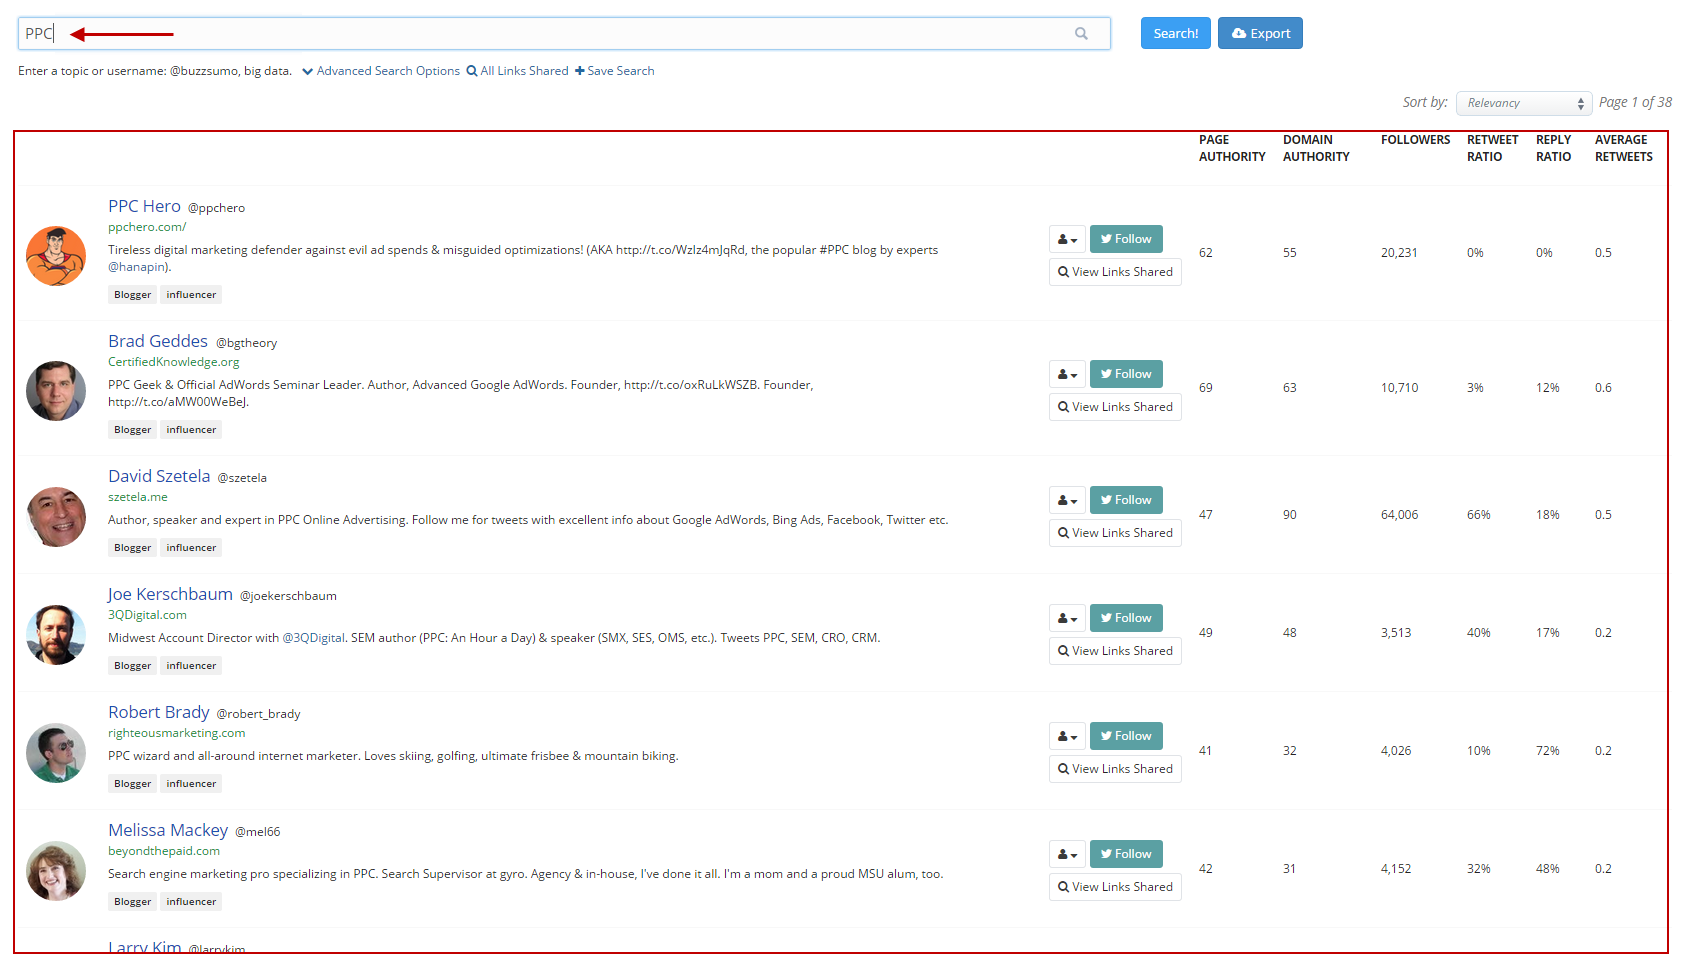 PPC
Search!
Export
Enter a topic or username: @buzzsumo, big data. Advanced Search Options All Links Shared Save Search
Sort by: Relevancy Page 1 of 38
PAGE AUTHORITY DOMAIN AUTHORITY FOLLOWERS RETWEET RATIO REPLY RATIO AVERAGE RETWEETS
PPC Hero @ppchero
ppchero.com/
Tireless digital marketing defender against evil ad spends & misguided optimizations! (AKA http://t.co/WzIz4mJqRd, the popular #PPC blog by experts
@hanapin).
Blogger influencer
Follow
View Links Shared
62 55 20,231 0% 0% 0.5
Brad Geddes @bgtheory
CertifiedKnowledge.org
PPC Geek & Official AdWords Seminar Leader. Author, Advanced Google AdWords. Founder, http://t.co/oxRuLkWSZB. Founder,
http://t.co/aMW00WeBeJ.
Blogger influencer
Follow
View Links Shared
69 63 10,710 3% 12% 0.6
David Szetela @szetela
szetela.me
Author, speaker and expert in PPC Online Advertising. Follow me for tweets with excellent info about Google AdWords, Bing Ads, Facebook, Twitter etc.
Blogger influencer
Follow
View Links Shared
47 90 64,006 66% 18% 0.5
Joe Kerschbaum @joekerschbaum
3QDigital.com
Midwest Account Director with @3QDigital. SEM author (PPC: An Hour a Day) & speaker (SMX, SES, OMS, etc.). Tweets PPC, SEM, CRO, CRM.
Blogger influencer
Follow
View Links Shared
49 48 3,513 40% 17% 0.2
Robert Brady @robert_brady
righteousmarketing.com
PPC wizard and all-around internet marketer. Loves skiing, golfing, ultimate frisbee & mountain biking.
Blogger influencer
Follow
View Links Shared
41 32 4,026 10% 72% 0.2
Melissa Mackey @mel66
beyondthepaid.com
Search engine marketing pro specializing in PPC. Search Supervisor at gyro. Agency & in-house, I've done it all. I'm a mom and a proud MSU alum, too.
Blogger influencer
Follow
View Links Shared
42 31 4,152 32% 48% 0.2
Larry Kim @larrykim